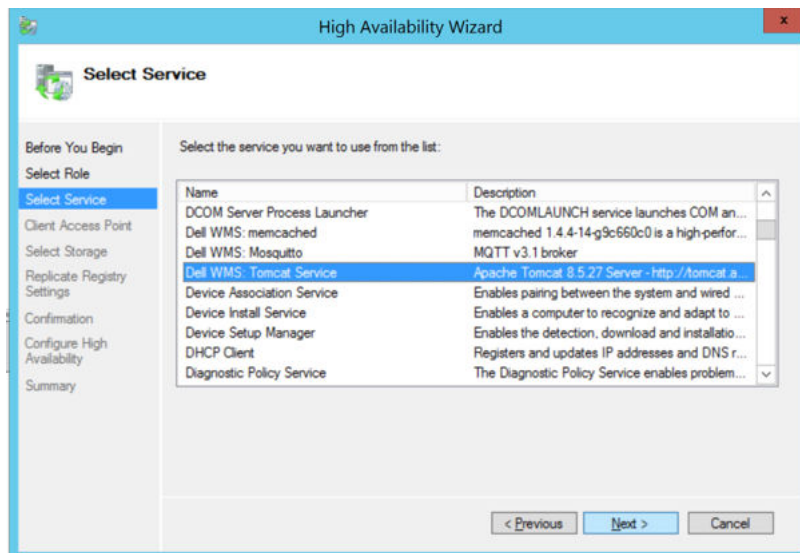 High Availability Wizard
x
Select Service
Before You Begin
Select Role
Select Service
Client Access Point
Select Storage
Replicate Registry
Settings
Confirmation
Configure High
Availability
Summary
Select the service you want to use from the list:
Name Description
DCOM Server Process Launcher The DCOMLAUNCH service launches COM an...
Dell WMS: memcached memcached 1.4.4-14-g9c660c0 is a high-perfor...
Dell WMS: Mosquitto MQTT v3.1 broker
Dell WMS: Tomcat Service Apache Tomcat 8.5.27 Server - http://tomcat.a...
Device Association Service Enables pairing between the system and wired ...
Device Install Service Enables a computer to recognize and adapt to ...
Device Setup Manager Enables the detection, download and installatio...
DHCP Client Registers and updates IP addresses and DNS r...
Diagnostic Policy Service The Diagnostic Policy Service enables problem...
< Previous Next > Cancel